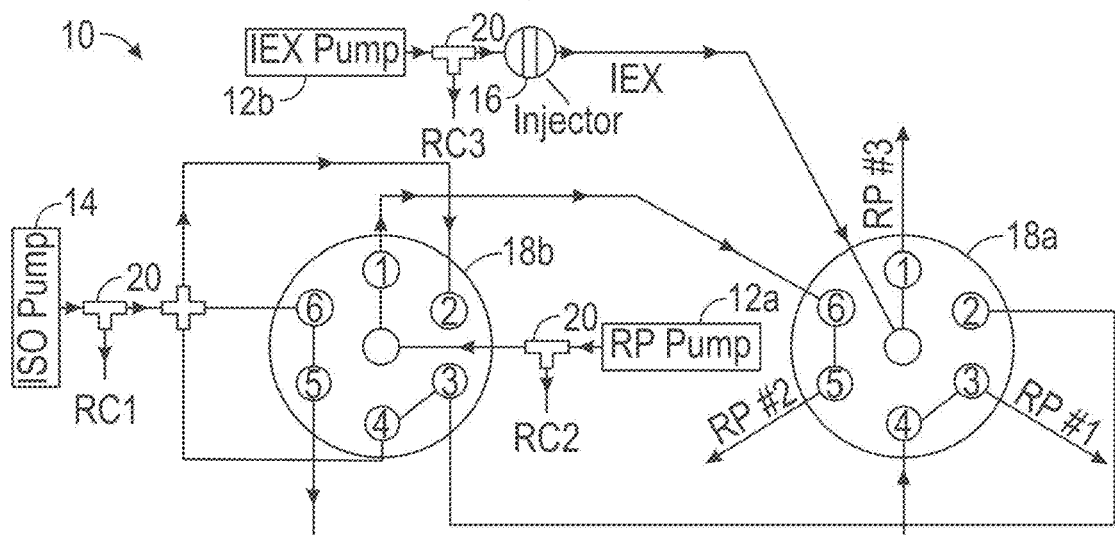 10
IEX Pump
12b
20
16
Injector
IEX
RC3
14
ISO Pump
20
RC1
1
2
3
4
5
6
18b
20
12a
RP Pump
RC2
RP #3
18a
1
2
3
4
5
6
RP #2
RP #1